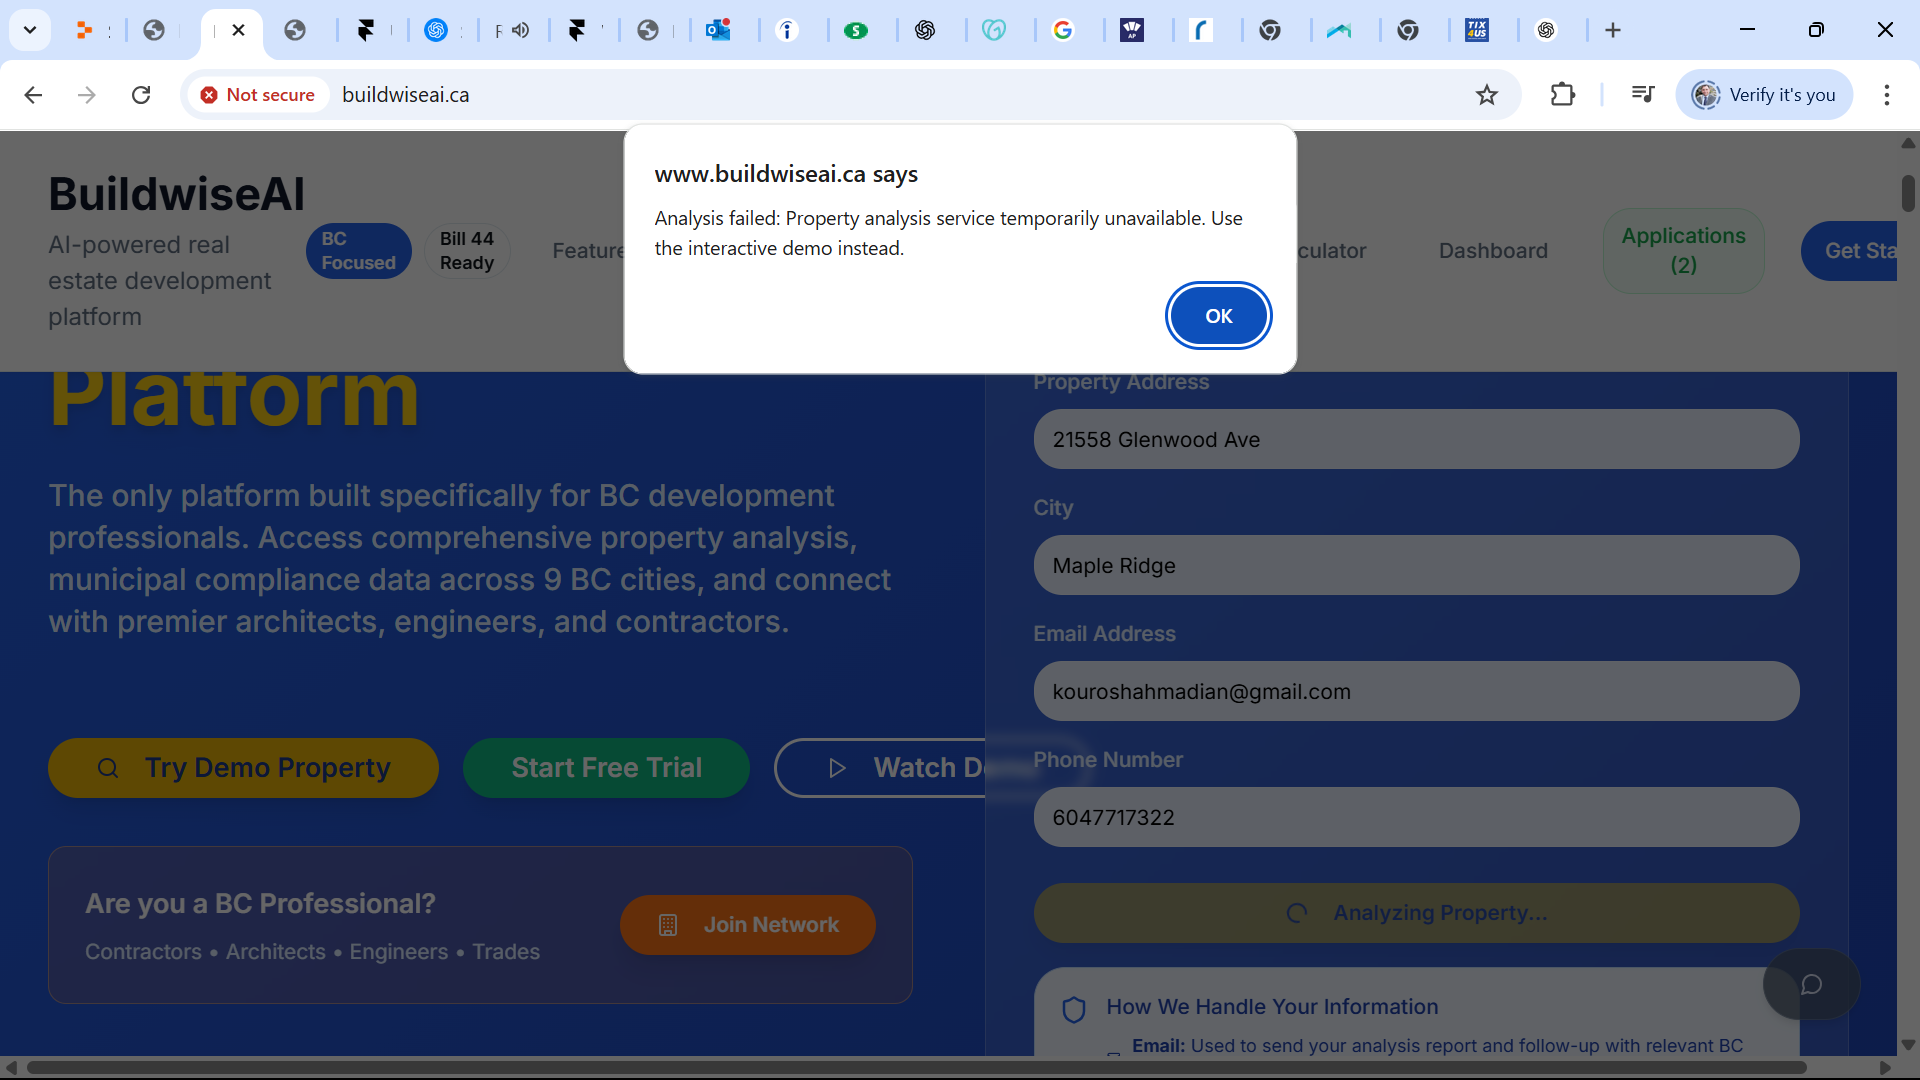 Not secure
buildwiseai.ca
Verify it's you
www.buildwiseai.ca says
Analysis failed: Property analysis service temporarily unavailable. Use
the interactive demo instead.
OK
BuildwiseAI
AI-powered real
estate development
platform
BC
Focused
Bill 44
Ready
Feature
culator
Dashboard
Applications
(2)
Get Sta
Platform
The only platform built specifically for BC development
professionals. Access comprehensive property analysis,
municipal compliance data across 9 BC cities, and connect
with premier architects, engineers, and contractors.
Try Demo Property
Start Free Trial
Watch Demo
Are you a BC Professional?
Contractors • Architects • Engineers • Trades
Join Network
Property Address
21558 Glenwood Ave
City
Maple Ridge
Email Address
kouroshahmadian@gmail.com
Phone Number
6047717322
Analyzing Property...
How We Handle Your Information
Email: Used to send your analysis report and follow-up with relevant BC